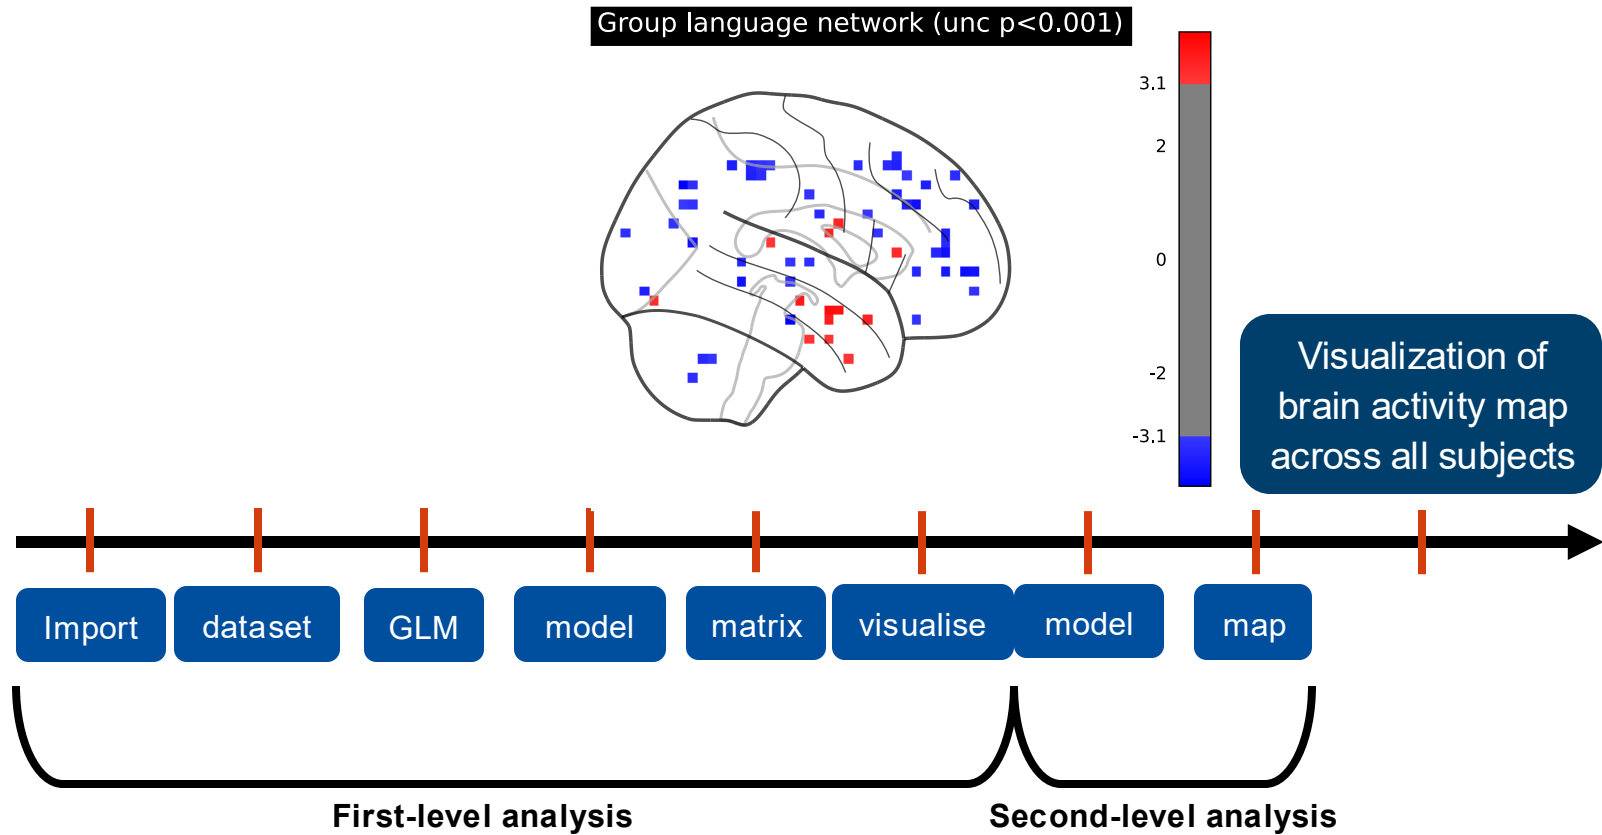 Group language network (unc p<0.001)
3.1
2
0
-2
-3.1
Visualization of
brain activity map
across all subjects
Import
dataset
GLM
model
matrix
visualise
model
map
First-level analysis
Second-level analysis